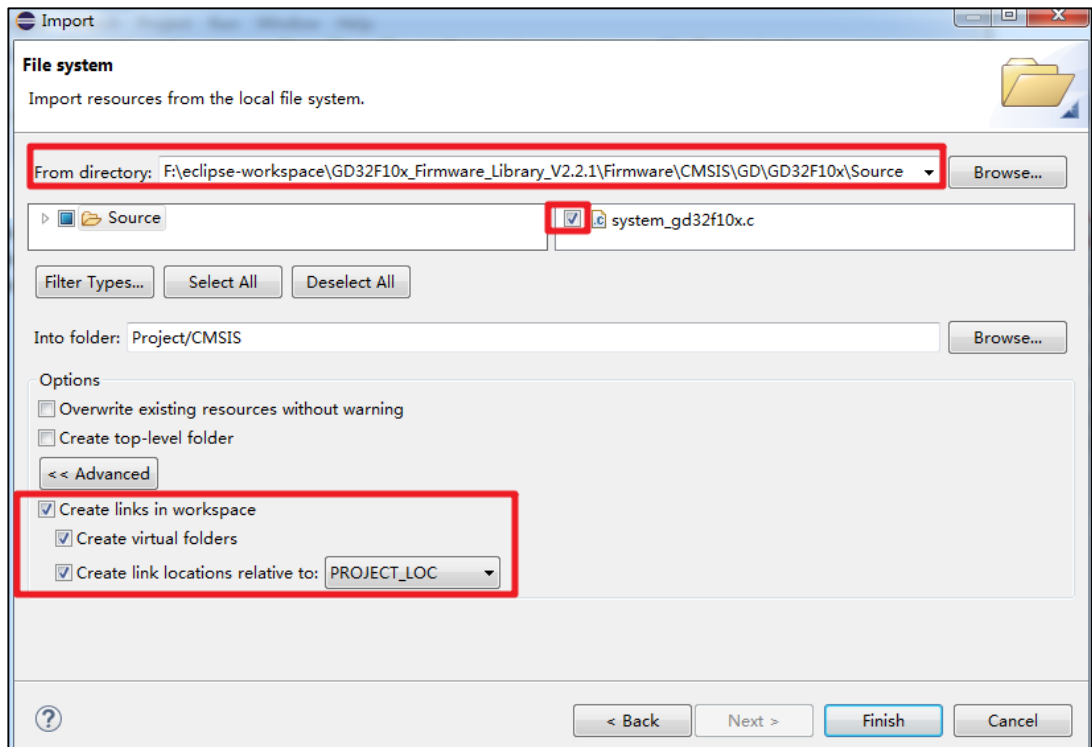 Import
File system
Import resources from the local file system.
From directory: F:\eclipse-workspace\GD32F10x_Firmware_Library_V2.2.1\Firmware\CMSIS\GD\GD32F10x\Source
Browse...
Source
.c system_gd32f10x.c
Filter Types...
Select All
Deselect All
Into folder: Project/CMSIS
Browse...
Options
Overwrite existing resources without warning
Create top-level folder
<< Advanced
Create links in workspace
Create virtual folders
Create link locations relative to: PROJECT_LOC
?
< Back
Next >
Finish
Cancel